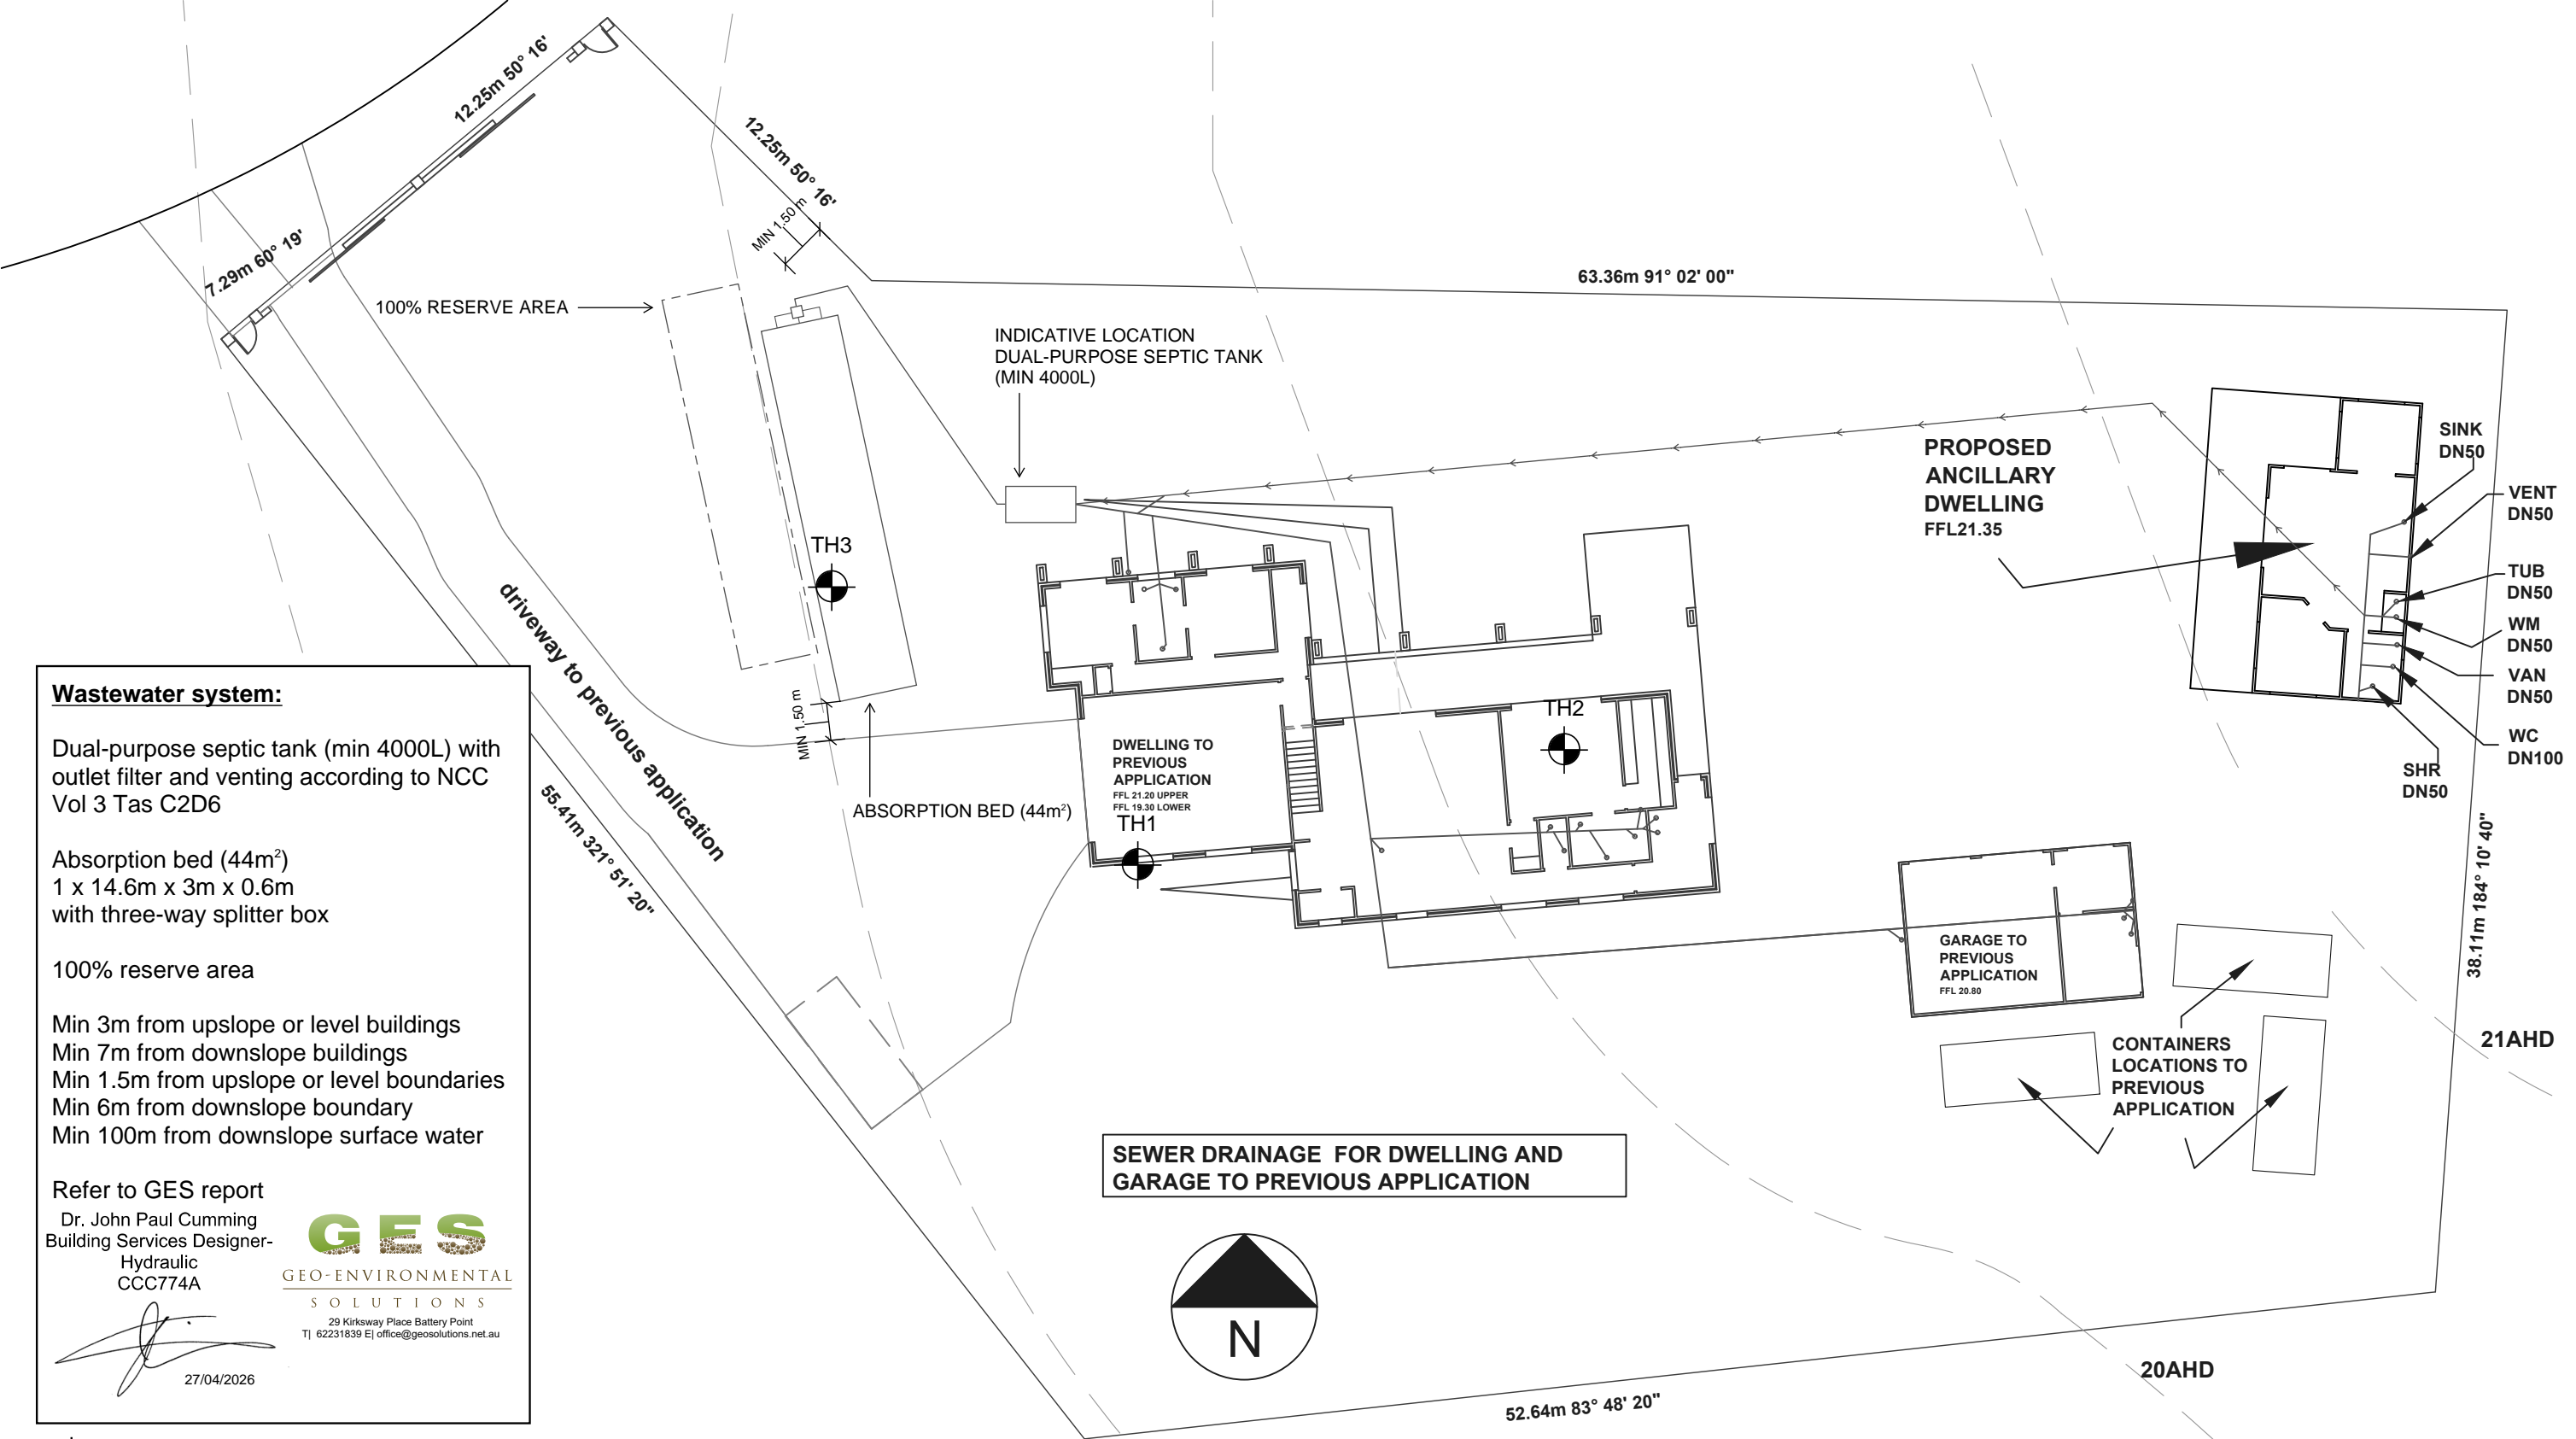 12.25m 50° 16'
12.25m 50° 16'
MIN 1.50 m
7.29m 60° 19'
100% RESERVE AREA
63.36m 91° 02' 00"
INDICATIVE LOCATION
DUAL-PURPOSE SEPTIC TANK
(MIN 4000L)
PROPOSED
ANCILLARY
DWELLING
FFL21.35
SINK
DN50
VENT
DN50
TUB
DN50
WM
DN50
VAN
DN50
WC
DN100
SHR
DN50
TH3
driveway to previous application
MIN 1.50 m
ABSORPTION BED (44m²)
55.41m 321° 51' 20"
DWELLING TO
PREVIOUS
APPLICATION
FFL 21.20 UPPER
FFL 19.30 LOWER
TH1
TH2
38.11m 184° 10' 40"
GARAGE TO
PREVIOUS
APPLICATION
FFL 20.80
CONTAINERS
LOCATIONS TO
PREVIOUS
APPLICATION
21AHD
20AHD
52.64m 83° 48' 20"
SEWER DRAINAGE FOR DWELLING AND
GARAGE TO PREVIOUS APPLICATION
N
Wastewater system:
Dual-purpose septic tank (min 4000L) with
outlet filter and venting according to NCC
Vol 3 Tas C2D6
Absorption bed (44m²)
1 x 14.6m x 3m x 0.6m
with three-way splitter box
100% reserve area
Min 3m from upslope or level buildings
Min 7m from downslope buildings
Min 1.5m from upslope or level boundaries
Min 6m from downslope boundary
Min 100m from downslope surface water
Refer to GES report
Dr. John Paul Cumming
Building Services Designer-
Hydraulic
CCC774A
27/04/2026
GES
GEO-ENVIRONMENTAL
SOLUTIONS
29 Kirksway Place Battery Point
T| 62231839 E| office@geosolutions.net.au